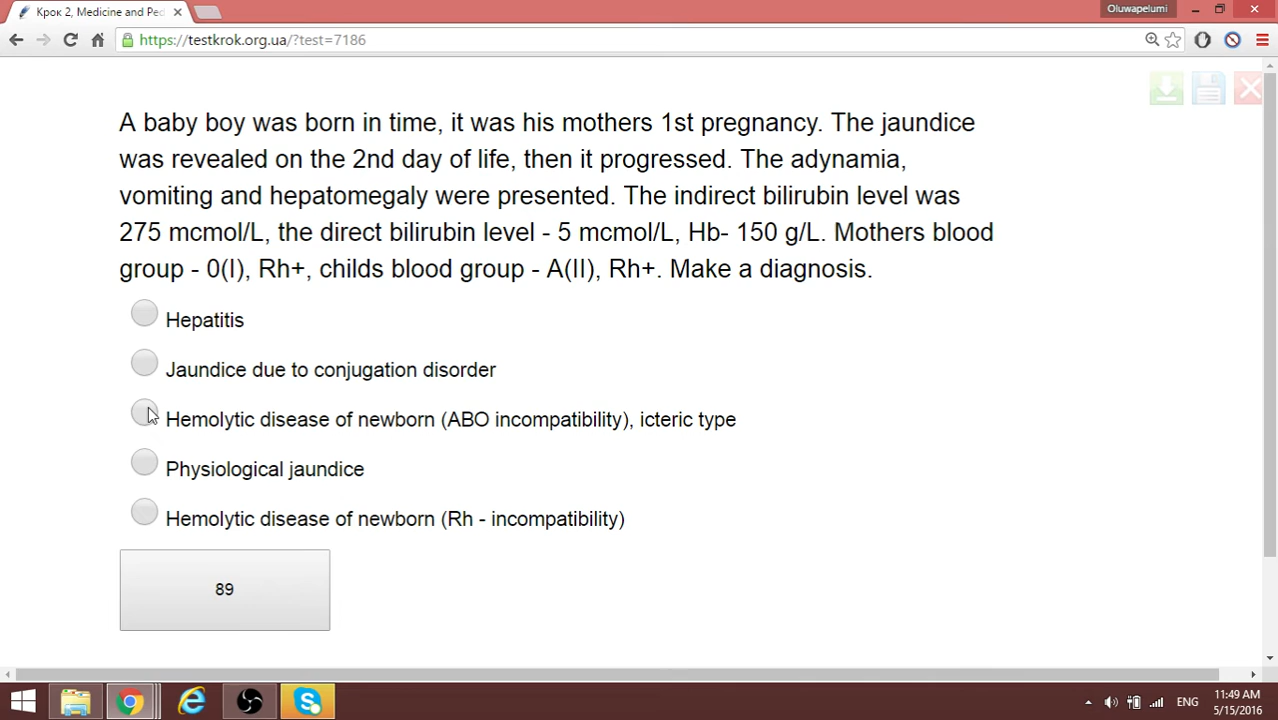 Крок 2, Medicine and Ped
Oluwapelumi
https://testkrok.org.ua/?test=7186
A baby boy was born in time, it was his mothers 1st pregnancy. The jaundice
was revealed on the 2nd day of life, then it progressed. The adynamia,
vomiting and hepatomegaly were presented. The indirect bilirubin level was
275 mcmol/L, the direct bilirubin level - 5 mcmol/L, Hb- 150 g/L. Mothers blood
group - 0(I), Rh+, childs blood group - A(II), Rh+. Make a diagnosis.
Hepatitis
Jaundice due to conjugation disorder
Hemolytic disease of newborn (ABO incompatibility), icteric type
Physiological jaundice
Hemolytic disease of newborn (Rh - incompatibility)
89
ENG
11:49 AM
5/15/2016